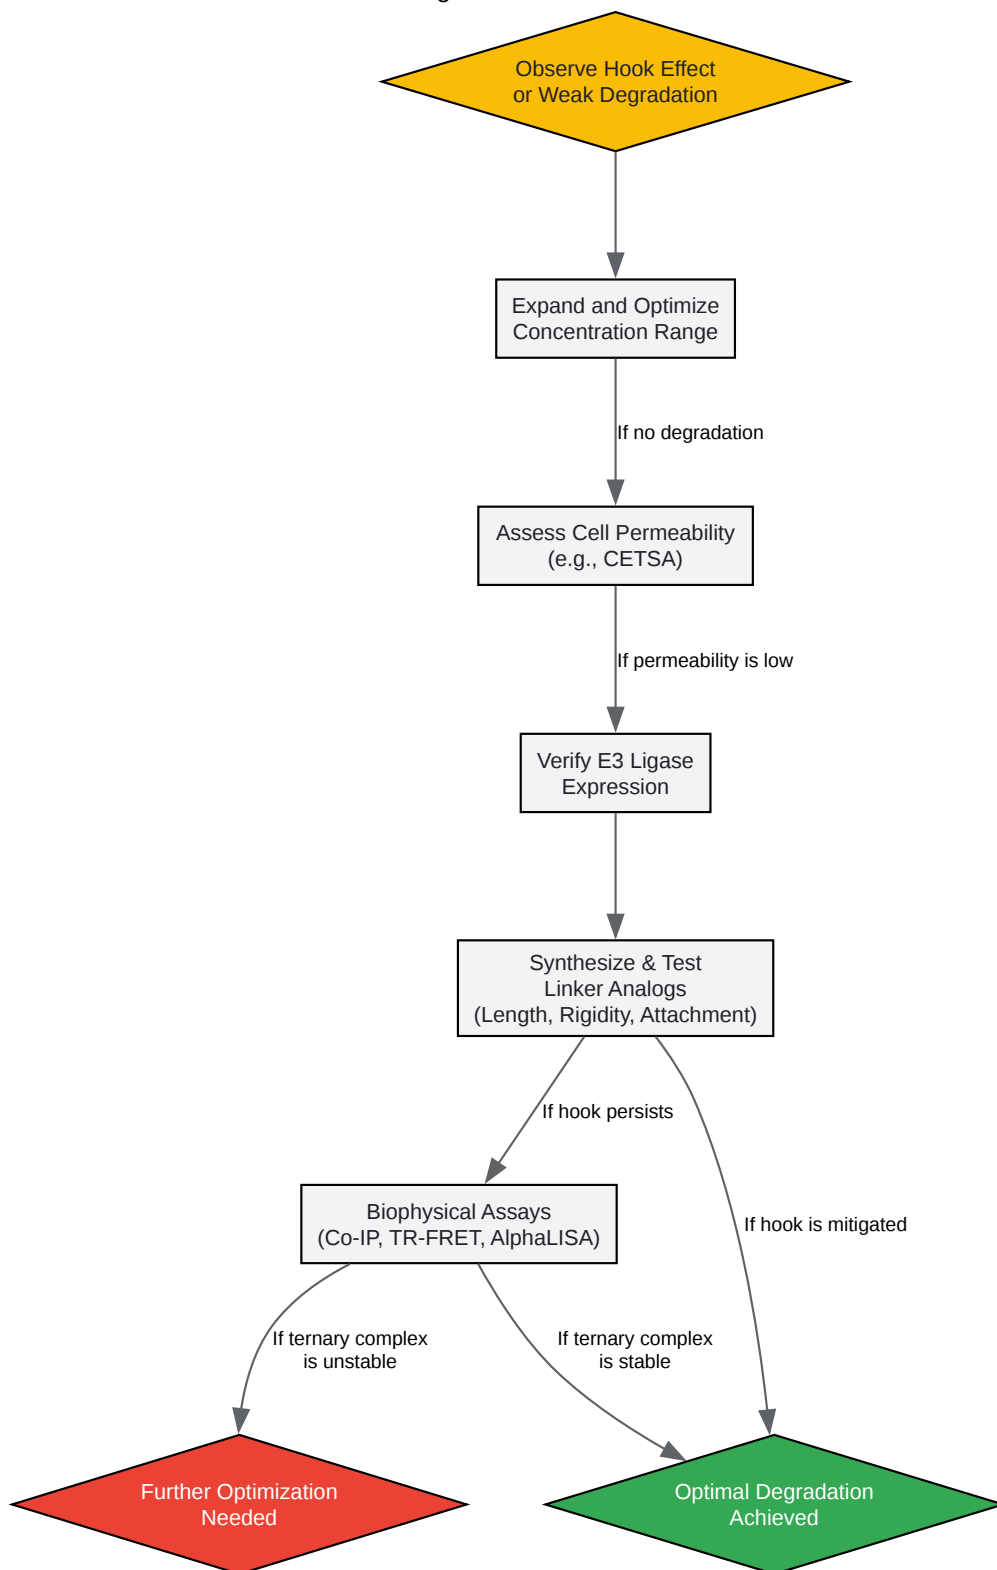 Observe Hook Effect
or Weak Degradation
Expand and Optimize
Concentration Range
If no degradation
Assess Cell Permeability
(e.g., CETSA)
If permeability is low
Verify E3 Ligase
Expression
Synthesize & Test
Linker Analogs
(Length, Rigidity, Attachment)
If hook persists
Biophysical Assays
(Co-IP, TR-FRET, AlphaLISA)
If hook is mitigated
If ternary complex
is unstable
If ternary complex
is stable
Further Optimization
Needed
Optimal Degradation
Achieved